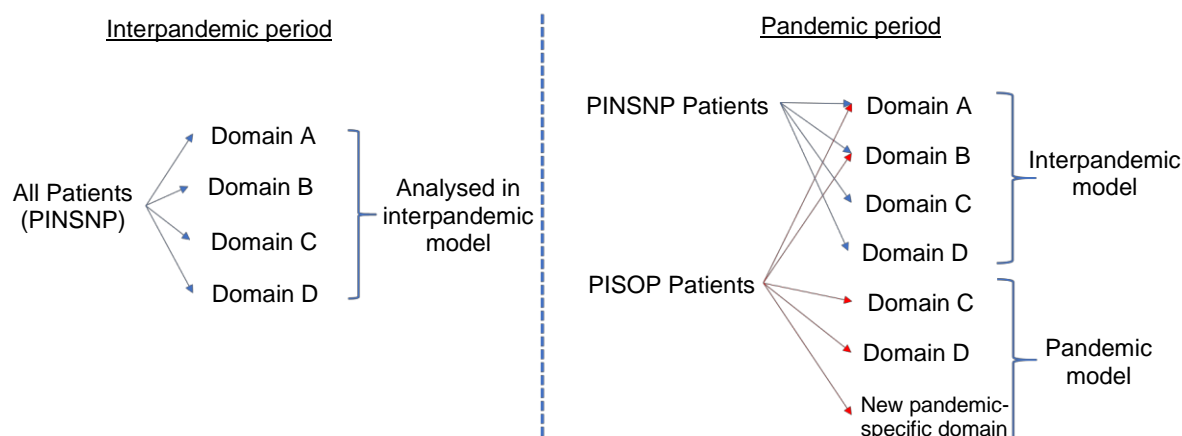 Interpandemic period
All Patients
(PINSNP)
Domain A
Domain B
Domain C
Domain D
Analysed in
interpandemic
model
Pandemic period
PINSNP Patients
PISOP Patients
Domain A
Domain B
Domain C
Domain D
Interpandemic
model
Domain C
Domain D
New pandemic-
specific domain
Pandemic
model